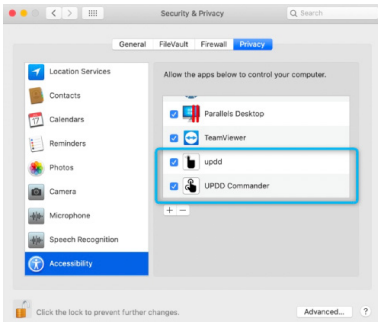 Security & Privacy
Search
General FileVault Firewall Privacy
Location Services
Contacts
Calendars
Reminders
Photos
Camera
Microphone
Speech Recognition
Accessibility
Allow the apps below to control your computer.
Parallels Desktop
TeamViewer
updd
UPDD Commander
+ −
Click the lock to prevent further changes.
Advanced... ?